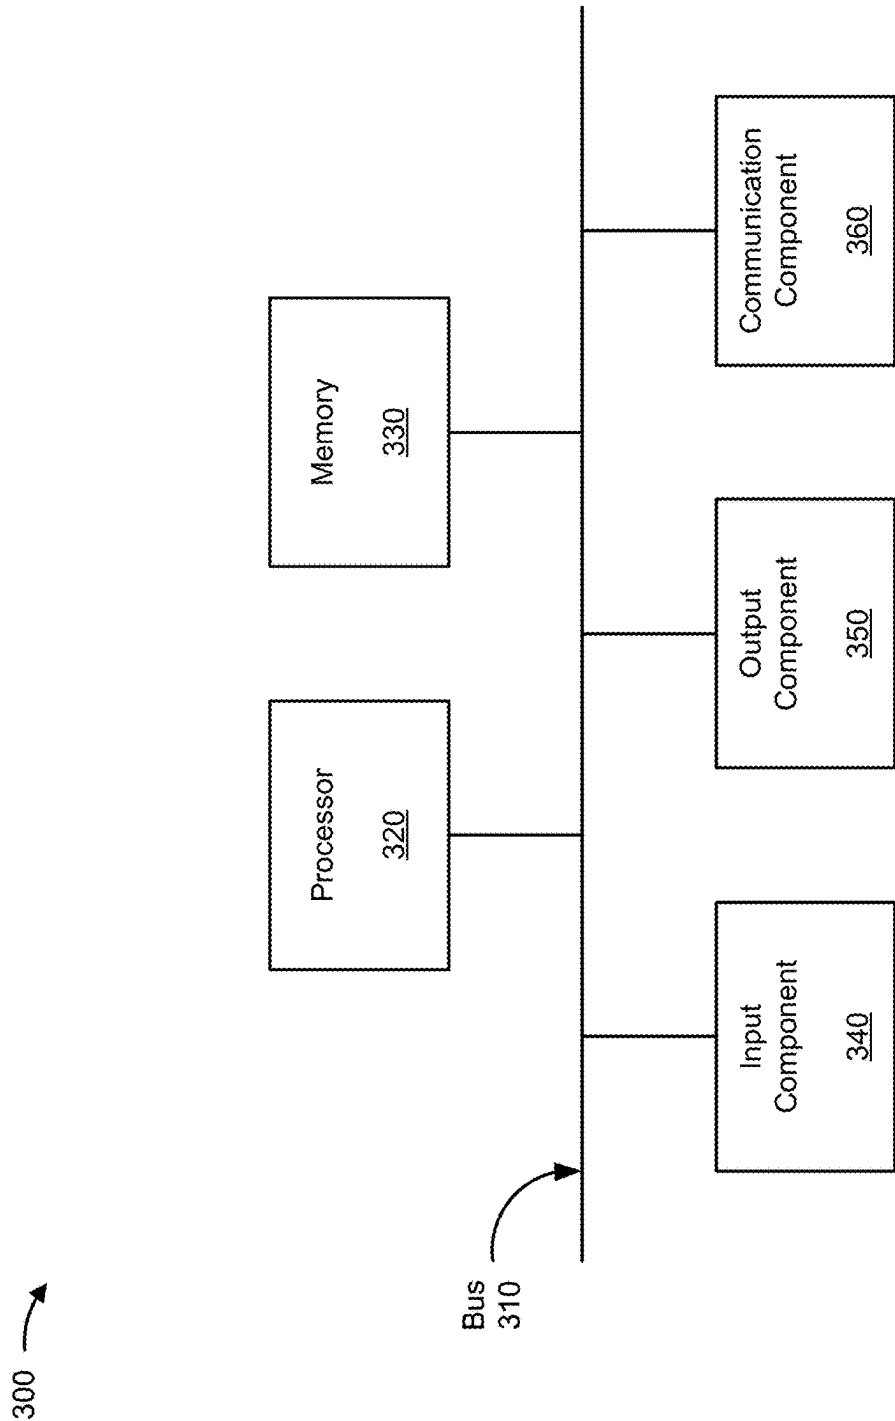 300
Bus
310
Processor
320
Memory
330
Input
Component
340
Output
Component
350
Communication
Component
360